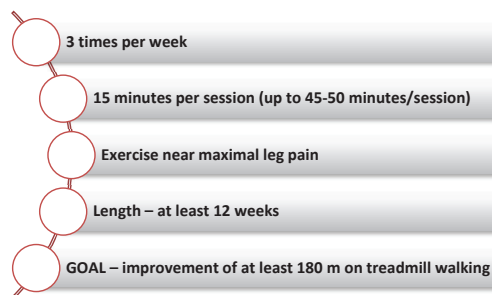 3 times per week
15 minutes per session (up to 45-50 minutes/session)
Exercise near maximal leg pain
Length – at least 12 weeks
GOAL – improvement of at least 180 m on treadmill walking